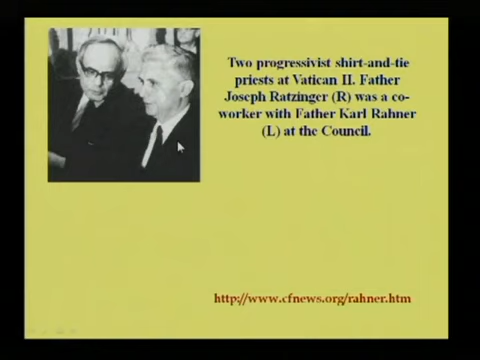 Two progressivist shirt-and-tie
priests at Vatican II. Father
Joseph Ratzinger (R) was a co-
worker with Father Karl Rahner
(L) at the Council.
http://www.cfnews.org/rahner.htm